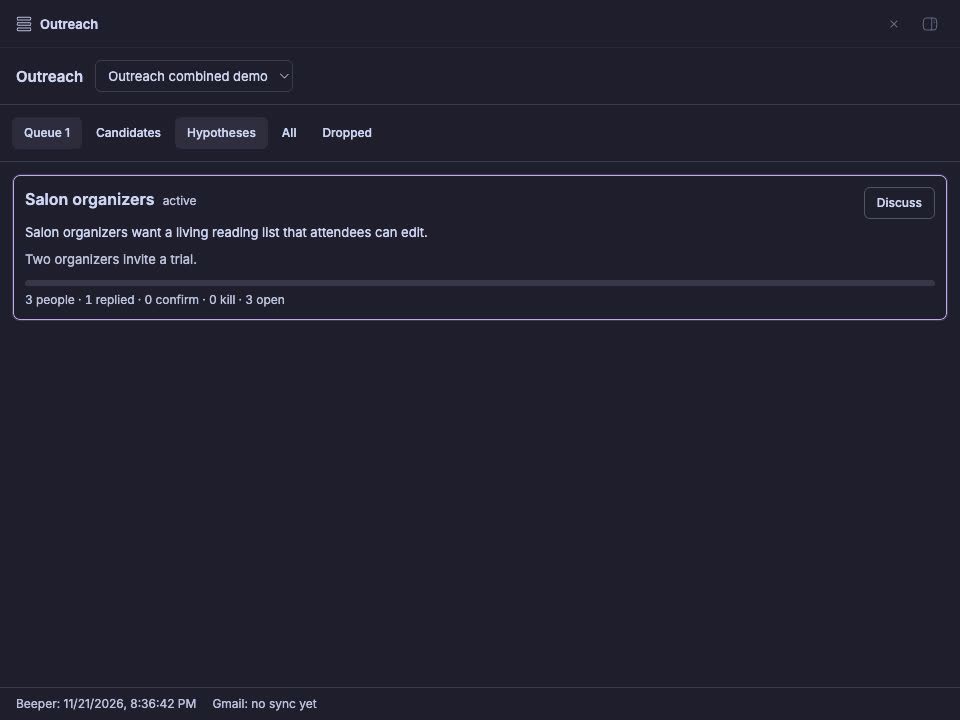 Outreach
Outreach Outreach combined demo
Queue 1 Candidates Hypotheses All Dropped
Salon organizers active
Discuss
Salon organizers want a living reading list that attendees can edit.
Two organizers invite a trial.
3 people · 1 replied · 0 confirm · 0 kill · 3 open
Beeper: 11/21/2026, 8:36:42 PM Gmail: no sync yet